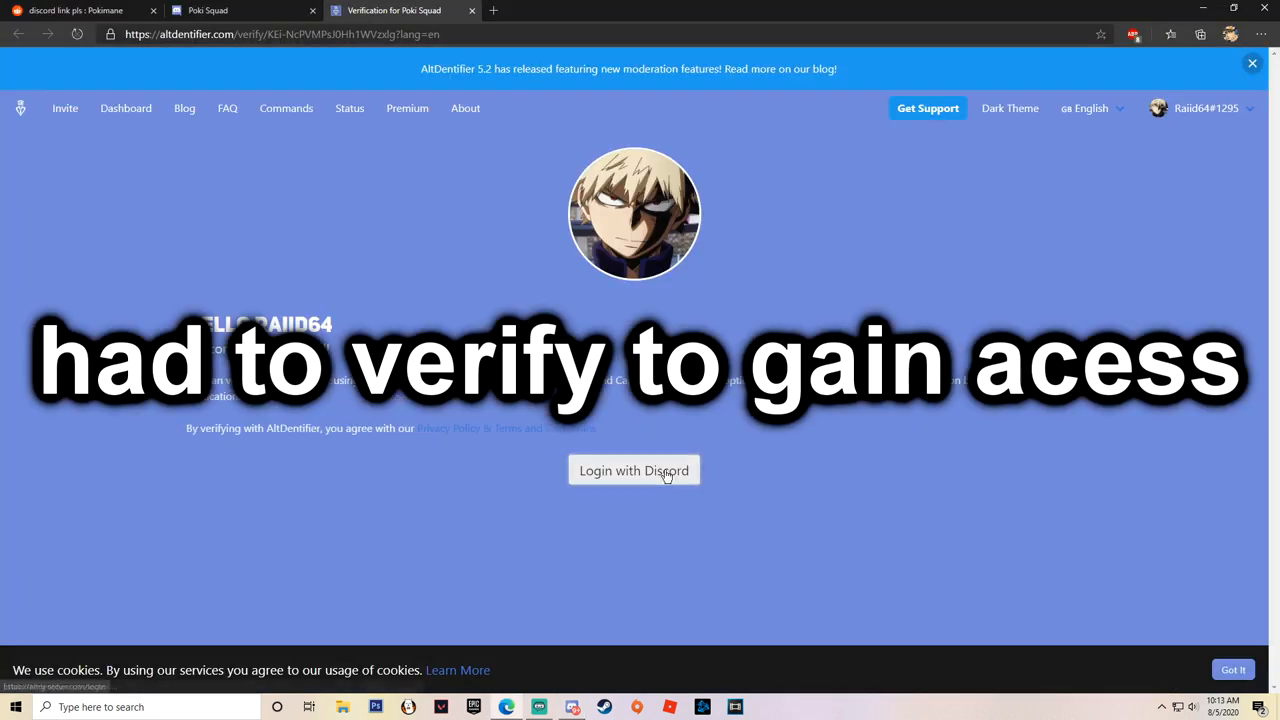 discord link pls : Pokimane
Poki Squad
Verification for Poki Squad
https://altdentifier.com/verify/KEi-NcPVMPsJ0Hh1WVzxlg?lang=en
AltDentifier 5.2 has released featuring new moderation features! Read more on our blog!
Invite Dashboard Blog FAQ Commands Status Premium About Get Support Dark Theme GB English Raiid64#1295
RAIID64
had to verify to gain acess
By verifying with AltDentifier, you agree with our Privacy Policy & Terms and
Login with Discord
We use cookies. By using our services you agree to our usage of cookies. Learn More
Got It
Type here to search
10:13 AM
8/5/2020